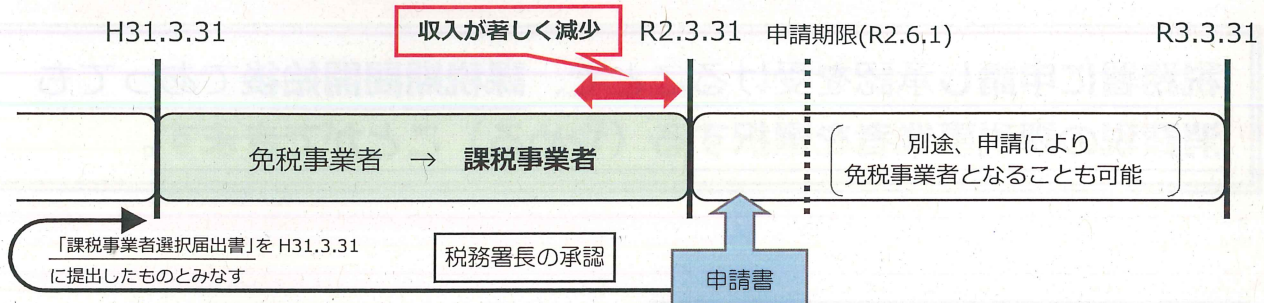 収入が著しく減少
H31.3.31
R2.3.31
申請期限(R2.6.1)
R3.3.31
免税事業者 → 課税事業者
別途、申請により
免税事業者となることも可能
「課税事業者選択届出書」を H31.3.31
に提出したものとみなす
税務署長の承認
申請書